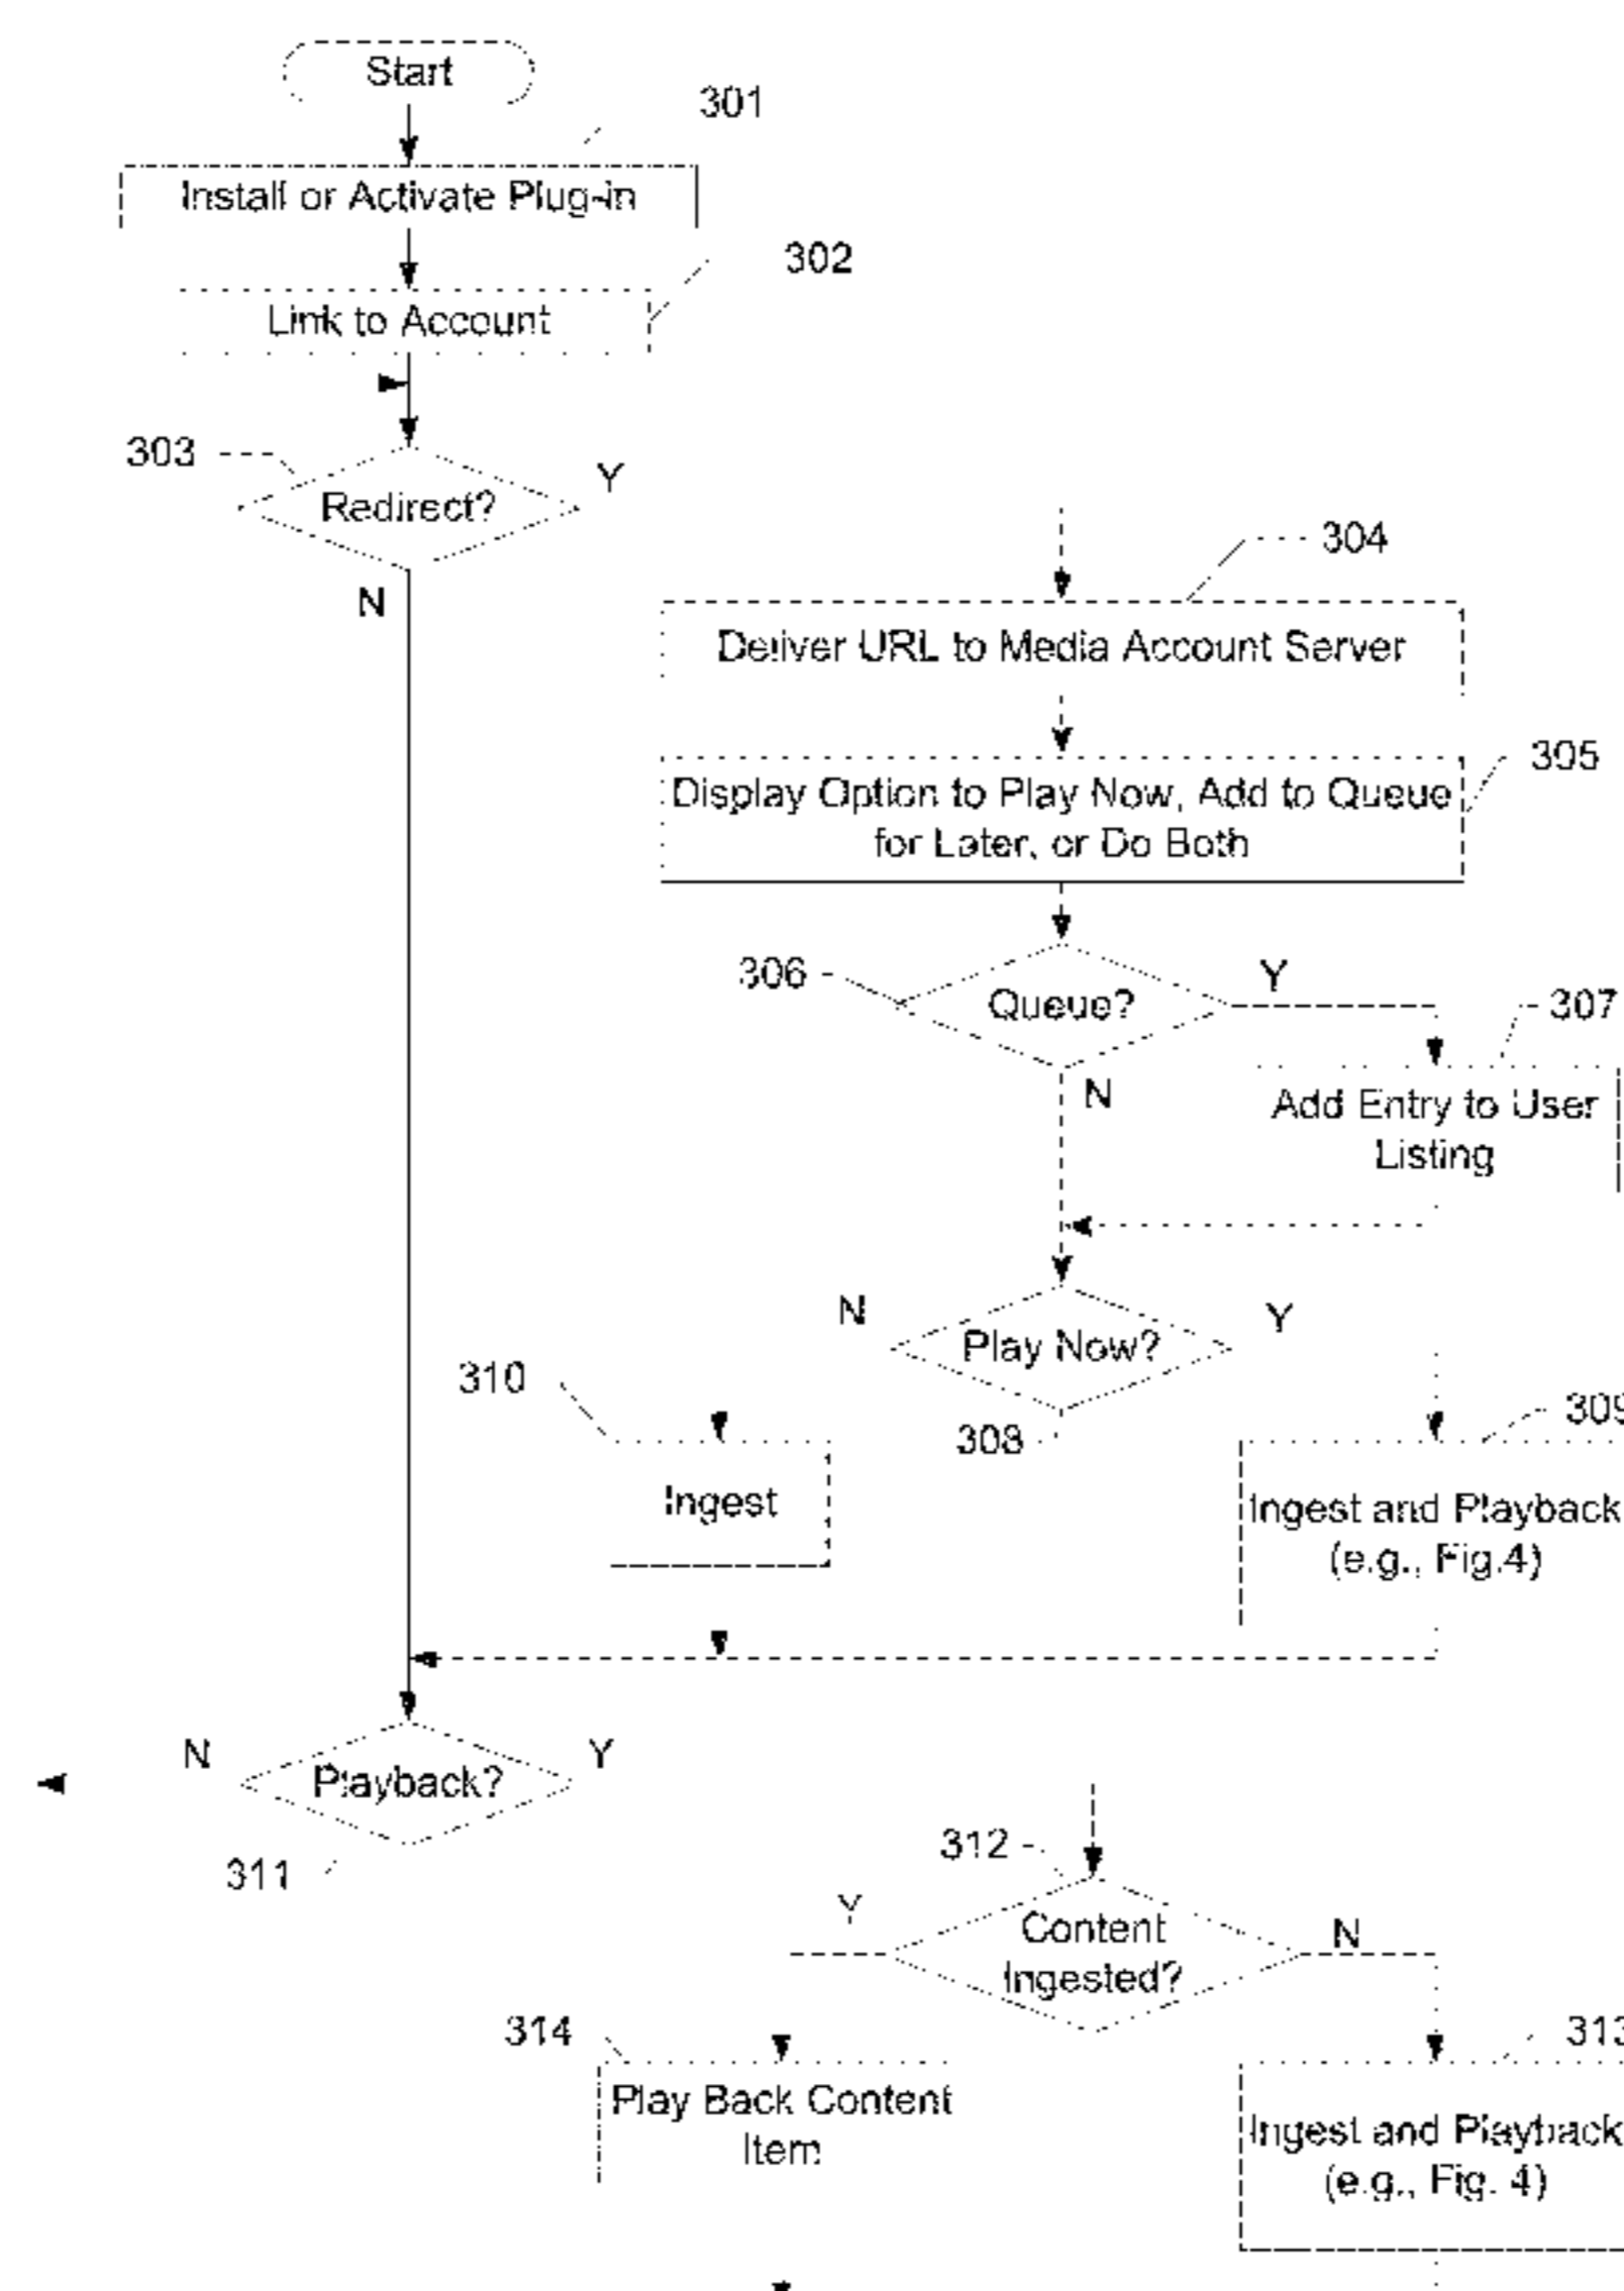 Start
301
Install or Activate Plug-in
302
Link to Account
303
Redirect?
Y
N
304
Deliver URL to Media Account Server
305
Display Option to Play Now, Add to Queue
for Later, or Do Both
306
Queue?
Y
307
N
Add Entry to User
Listing
N
Play Now?
Y
308
310
Ingest
309
Ingest and Playback
(e.g., Fig.4)
N
Playback?
Y
311
312
Y
Content
Ingested?
N
314
Play Back Content
Item
313
Ingest and Playback
(e.g., Fig. 4)